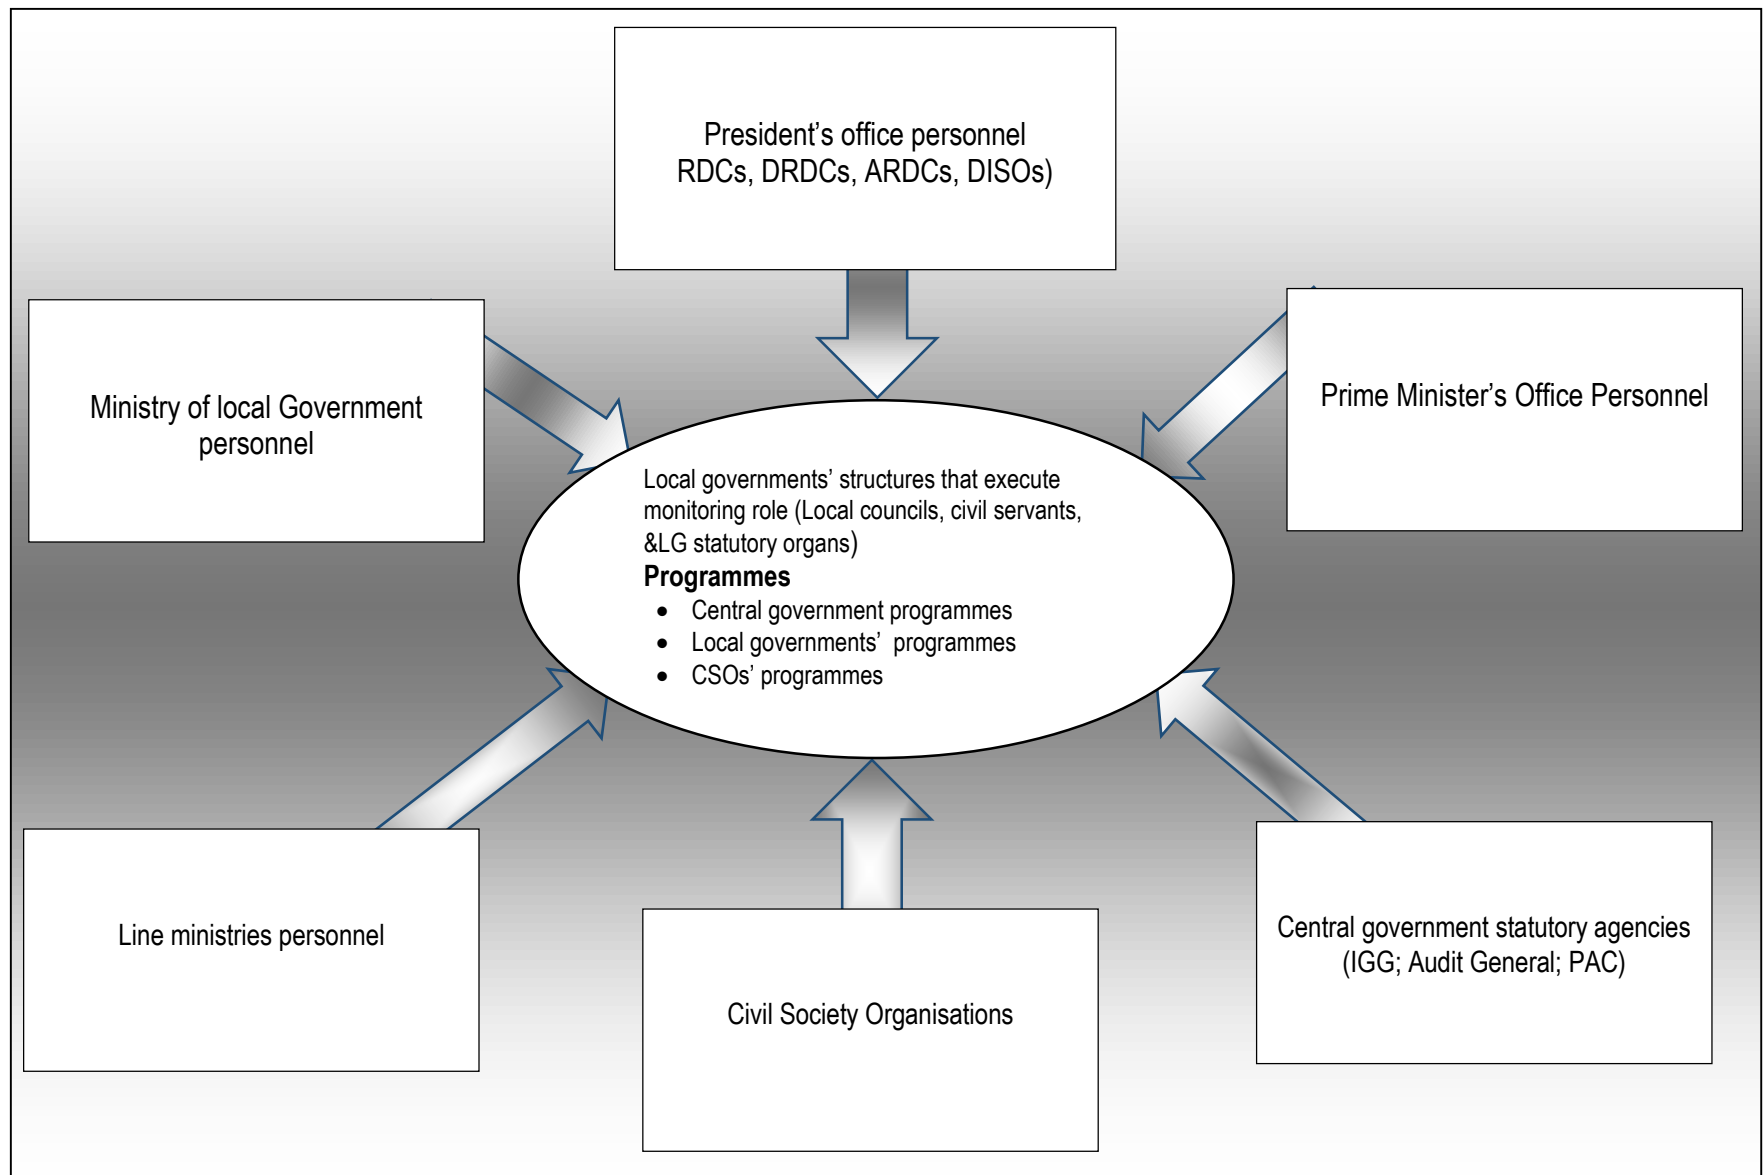 President’s office personnel
RDCs, DRDCs, ARDCs, DISOs)
Ministry of local Government
personnel
Prime Minister’s Office Personnel
Local governments’ structures that execute
monitoring role (Local councils, civil servants,
&LG statutory organs)
Programmes
• Central government programmes
• Local governments’ programmes
• CSOs’ programmes
Line ministries personnel
Civil Society Organisations
Central government statutory agencies
(IGG; Audit General; PAC)